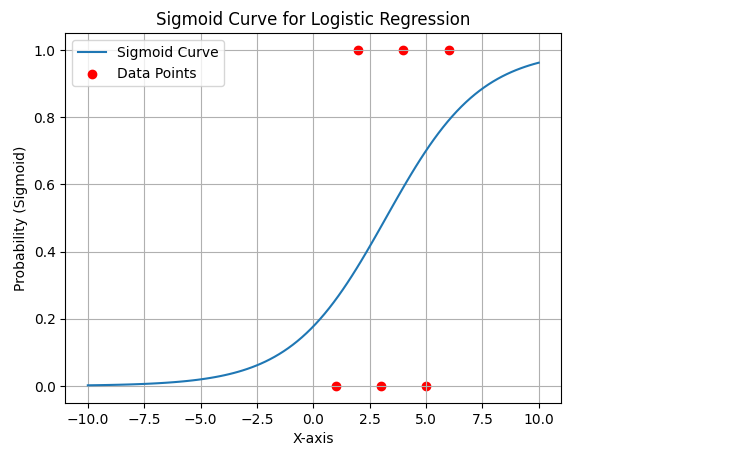 Sigmoid Curve for Logistic Regression
Sigmoid Curve
Data Points
Probability (Sigmoid)
1.0
0.8
0.6
0.4
0.2
0.0
−10.0 −7.5 −5.0 −2.5 0.0 2.5 5.0 7.5 10.0
X-axis